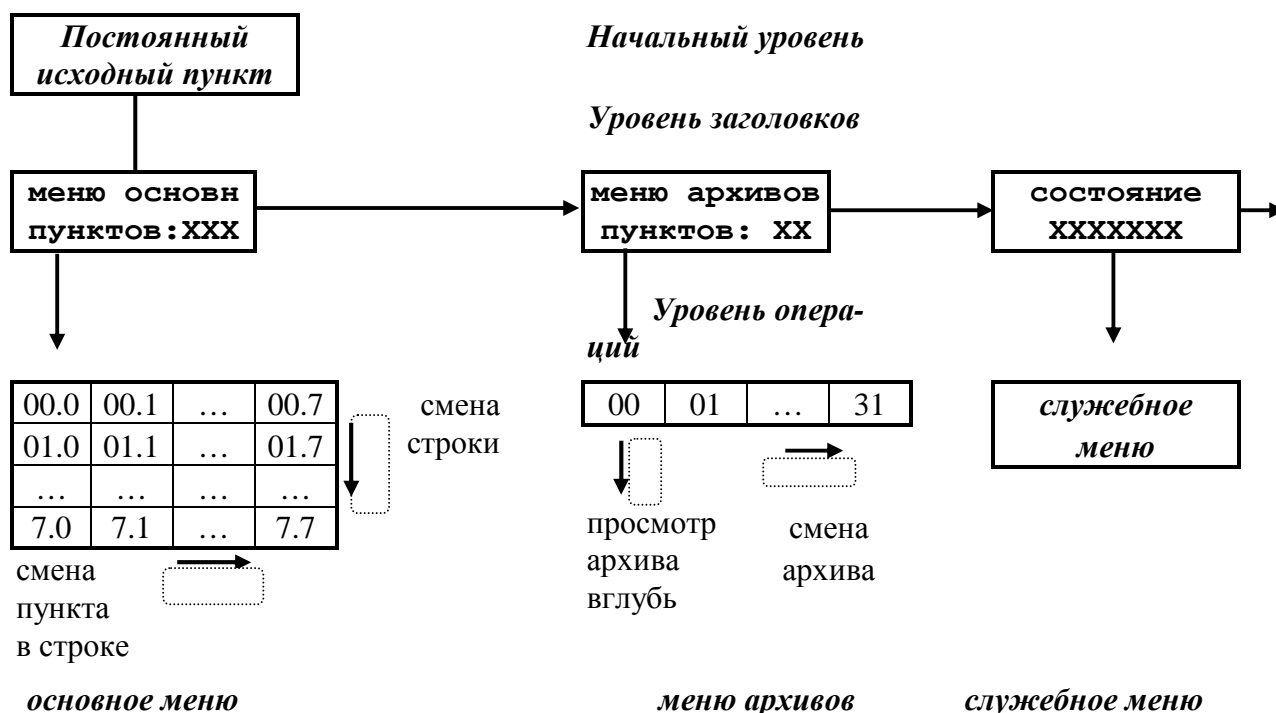 Постоянный
исходный пункт
Начальный уровень
Уровень заголовков
меню основн
пунктов:XXX
меню архивов
пунктов: XX
состояние
XXXXXXX
Уровень опера-
ций
00.0 00.1 … 00.7
01.0 01.1 … 01.7
… … … …
7.0 7.1 … 7.7
смена
строки
00 01 … 31
служебное
меню
смена
пункта
в строке
просмотр
архива
вглубь
смена
архива
основное меню
меню архивов
служебное меню